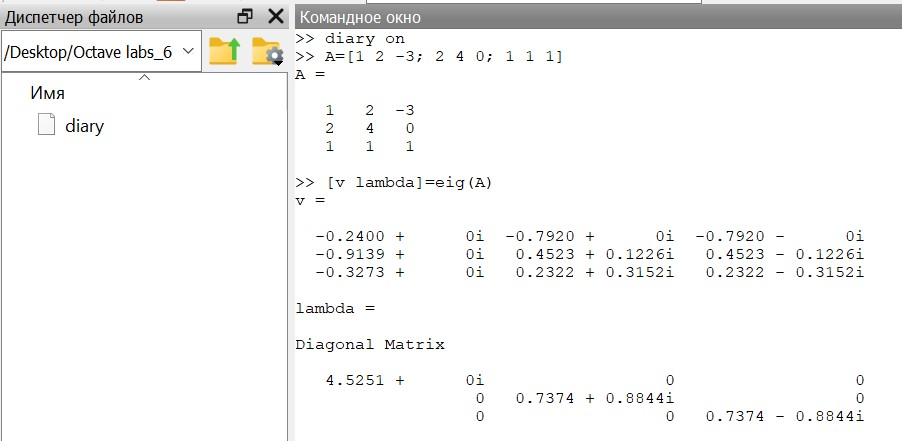 Диспетчер файлов
/Desktop/Octave labs_6
Имя
diary
Командное окно
>> diary on
>> A=[1 2 -3; 2 4 0; 1 1 1]
A =
1 2 -3
2 4 0
1 1 1
>> [v lambda]=eig(A)
v =
-0.2400 + 0i -0.7920 + 0i -0.7920 - 0i
-0.9139 + 0i 0.4523 + 0.1226i 0.4523 - 0.1226i
-0.3273 + 0i 0.2322 + 0.3152i 0.2322 - 0.3152i
lambda =
Diagonal Matrix
4.5251 + 0i 0 0
0 0.7374 + 0.8844i 0
0 0 0.7374 - 0.8844i